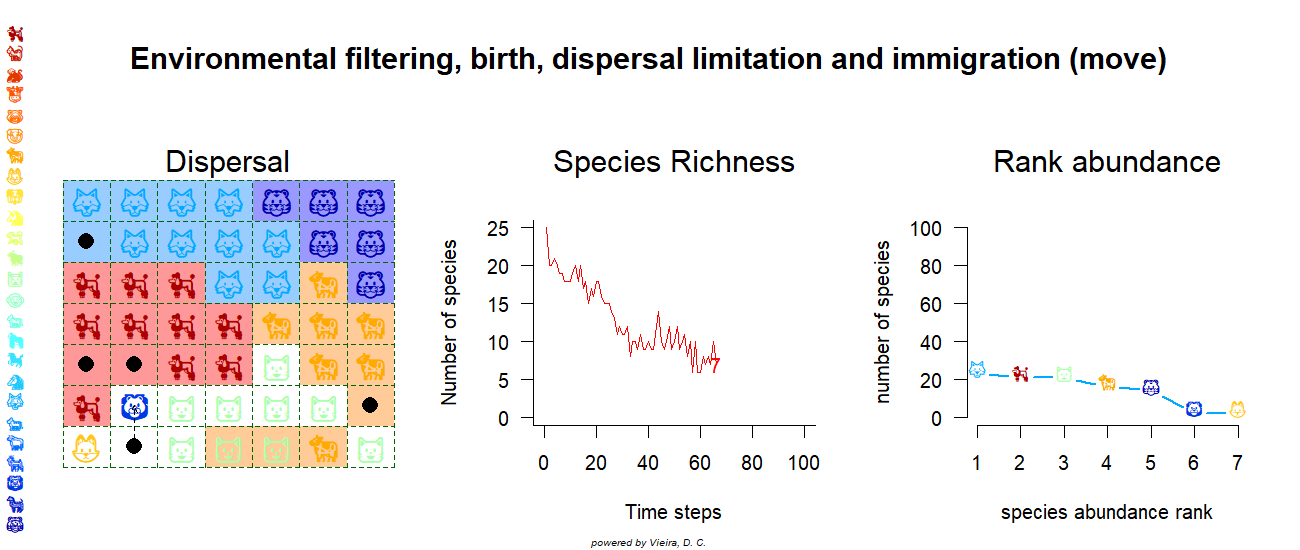 Environmental filtering, birth, dispersal limitation and immigration (move)
Dispersal
Species Richness
Number of species
25
20
15
10
5
0
7
0 20 40 60 80 100
Time steps
Rank abundance
number of species
100
80
60
40
20
0
1 2 3 4 5 6 7
species abundance rank
powered by Vieira, D. C.